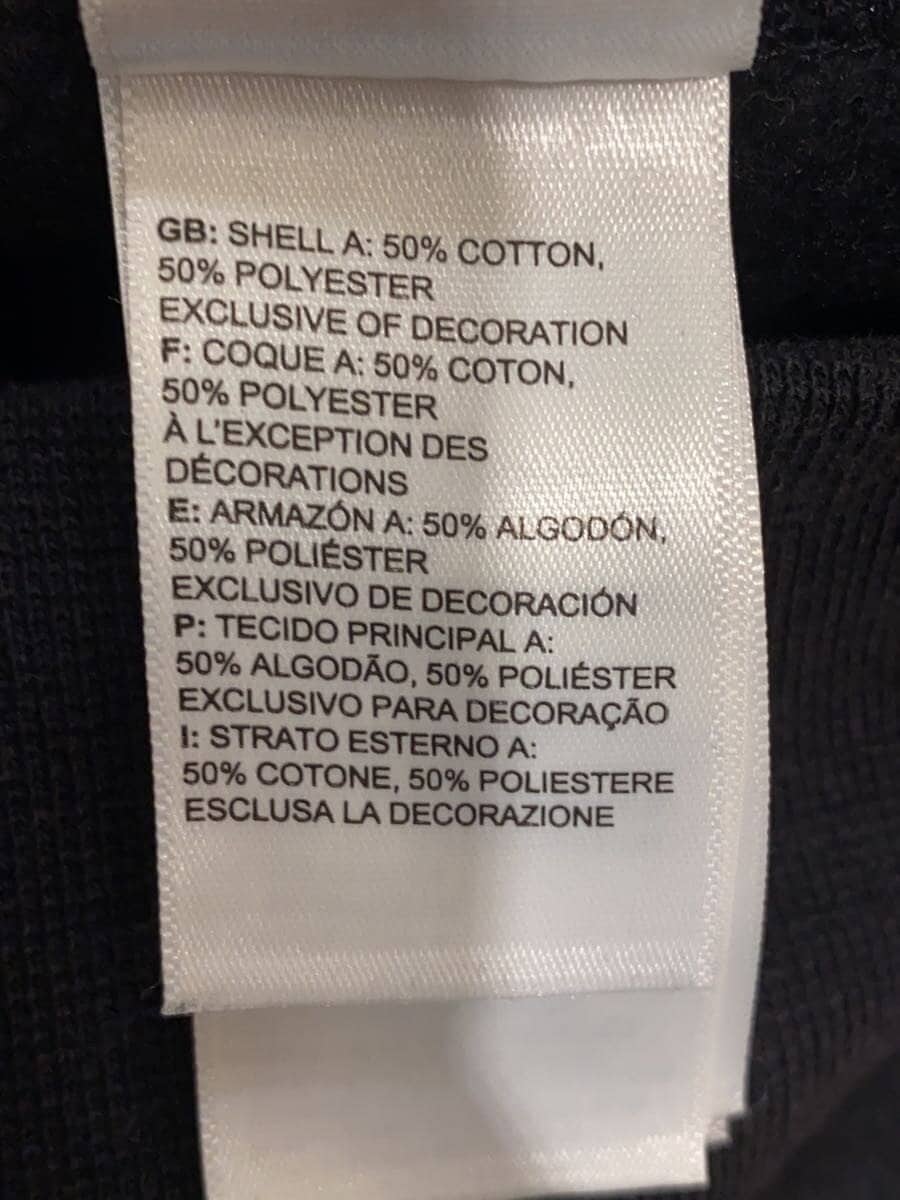 GB: SHELL A: 50% COTTON,
50% POLYESTER
EXCLUSIVE OF DECORATION
F: COQUE A: 50% COTON,
50% POLYESTER
À L'EXCEPTION DES
DÉCORATIONS
E: ARMAZÓN A: 50% ALGODÓN,
50% POLIÉSTER
EXCLUSIVO DE DECORACIÓN
P: TECIDO PRINCIPAL A:
50% ALGODÃO, 50% POLIÉSTER
EXCLUSIVO PARA DECORAÇÃO
I: STRATO ESTERNO A:
50% COTONE, 50% POLIESTERE
ESCLUSA LA DECORAZIONE